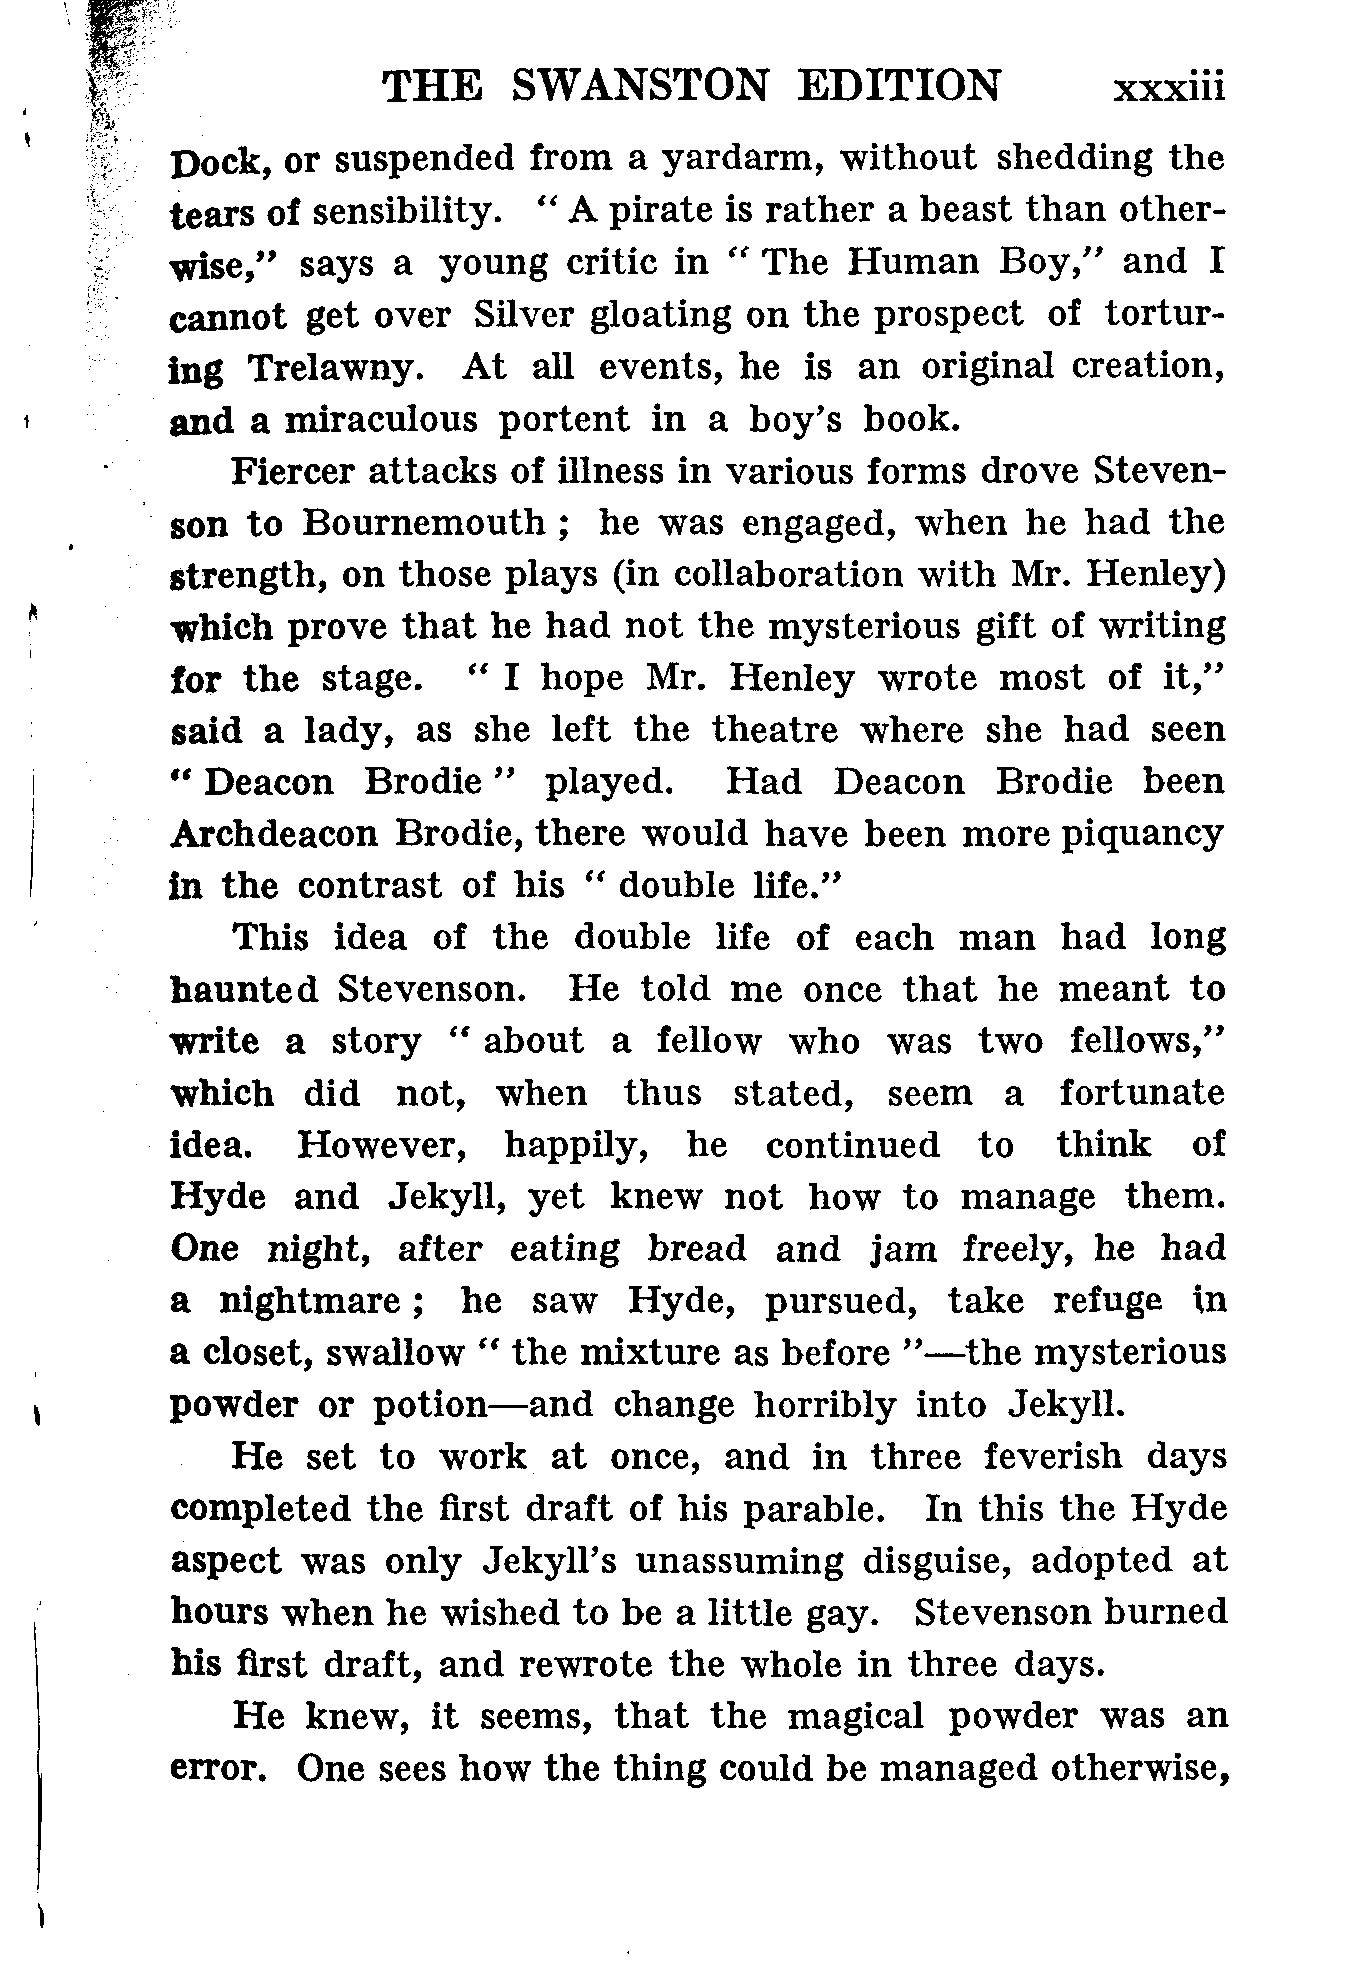 THE SWANSTON EDITION xxxiii
Dock, or suspended from a yardarm, without shedding the
tears of sensibility. “ A pirate is rather a beast than other-
wise,” says a young critic in “ The Human Boy,” and I
cannot get over Silver gloating on the prospect of tortur-
ing Trelawny. At all events, he is an original creation,
and a miraculous portent in a boy’s book.
Fiercer attacks of illness in various forms drove Steven-
son to Bournemouth ; he was engaged, when he had the
strength, on those plays (in collaboration with Mr. Henley)
which prove that he had not the mysterious gift of writing
for the stage. “ I hope Mr. Henley wrote most of it,”
said a lady, as she left the theatre where she had seen
“ Deacon Brodie ” played. Had Deacon Brodie been
Archdeacon Brodie, there would have been more piquancy
in the contrast of his “ double life.”
This idea of the double life of each man had long
haunted Stevenson. He told me once that he meant to
write a story “ about a fellow who was two fellows,”
which did not, when thus stated, seem a fortunate
idea. However, happily, he continued to think of
Hyde and Jekyll, yet knew not how to manage them.
One night, after eating bread and jam freely, he had
a nightmare ; he saw Hyde, pursued, take refuge in
a closet, swallow “ the mixture as before ”—the mysterious
powder or potion—and change horribly into Jekyll.
He set to work at once, and in three feverish days
completed the first draft of his parable. In this the Hyde
aspect was only Jekyll’s unassuming disguise, adopted at
hours when he wished to be a little gay. Stevenson burned
his first draft, and rewrote the whole in three days.
He knew, it seems, that the magical powder was an
error. One sees how the thing could be managed otherwise,